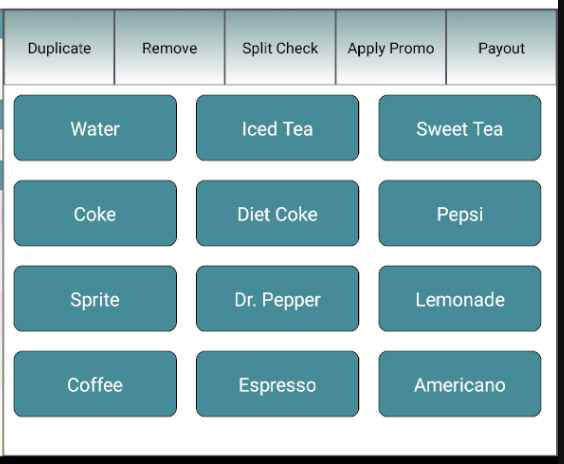 Duplicate Remove Split Check Apply Promo Payout
Water Iced Tea Sweet Tea
Coke Diet Coke Pepsi
Sprite Dr. Pepper Lemonade
Coffee Espresso Americano